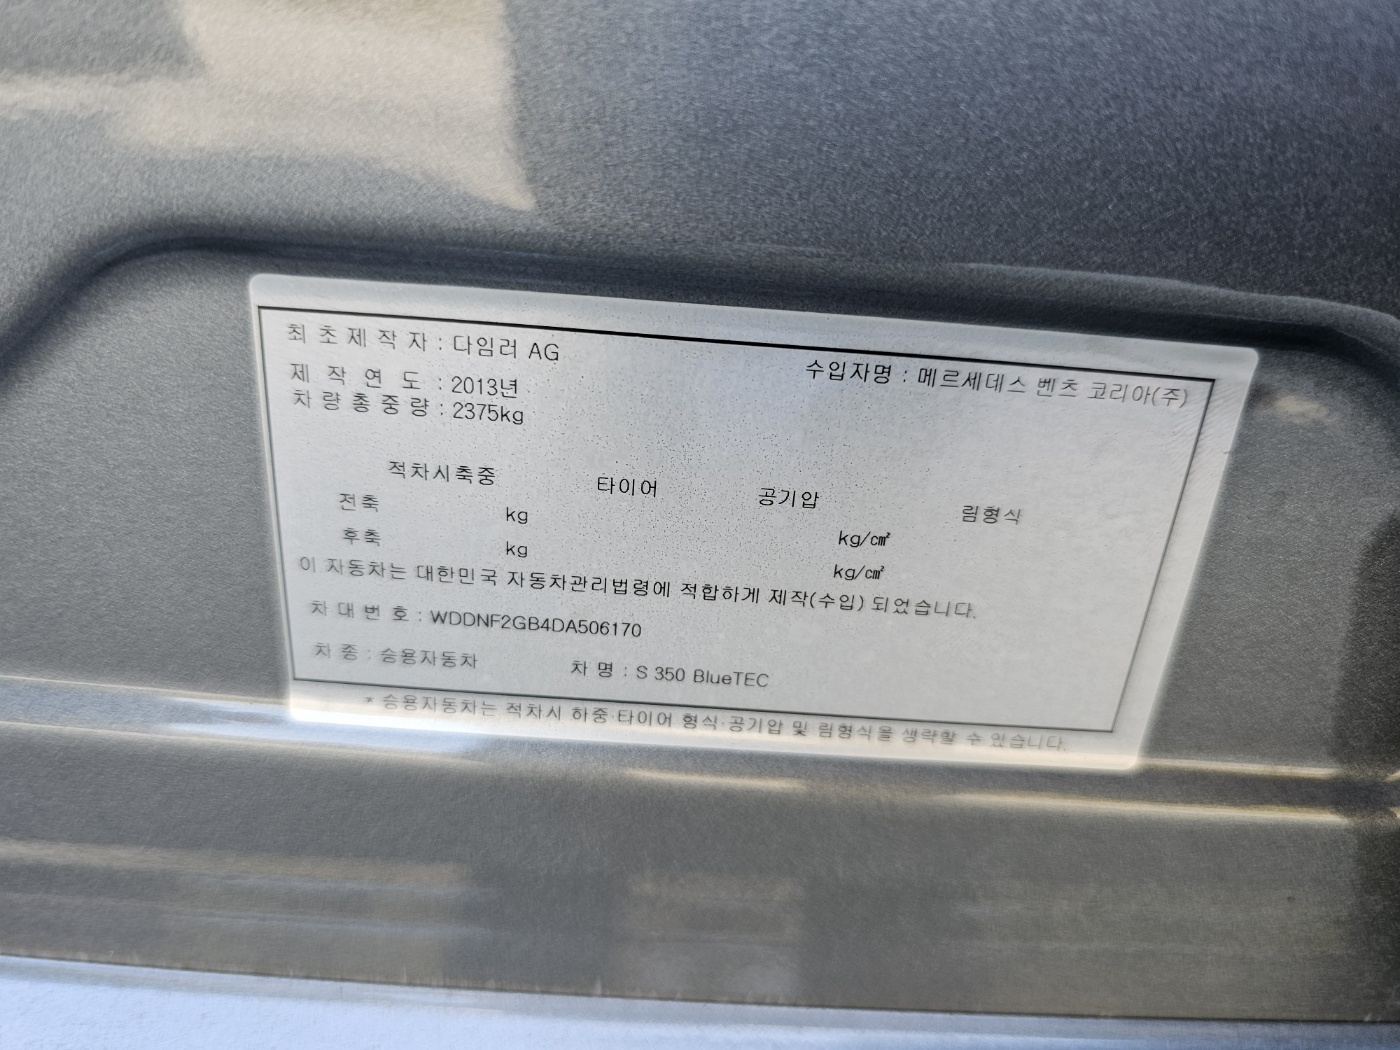 최초제작자 : 다임러 AG 수입자명 : 메르세데스 벤츠 코리아(주)
제 작 연 도 : 2013년
차량총중량 : 2375kg
적차시축중 타이어 공기압 림형식
전축 kg kg/㎠
후축 kg kg/㎠
이 자동차는 대한민국 자동차관리법령에 적합하게 제작(수입) 되었습니다.
차 대 번 호 : WDDNF2GB4DA506170
차 종 : 승용자동차 차 명 : S 350 BlueTEC
* 승용자동차는 적차시 하중·타이어 형식·공기압 및 림형식을 생략할 수 있습니다.